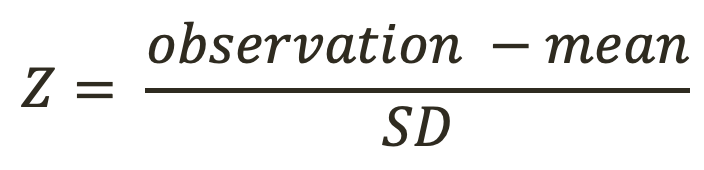 Z = observation − mean
SD